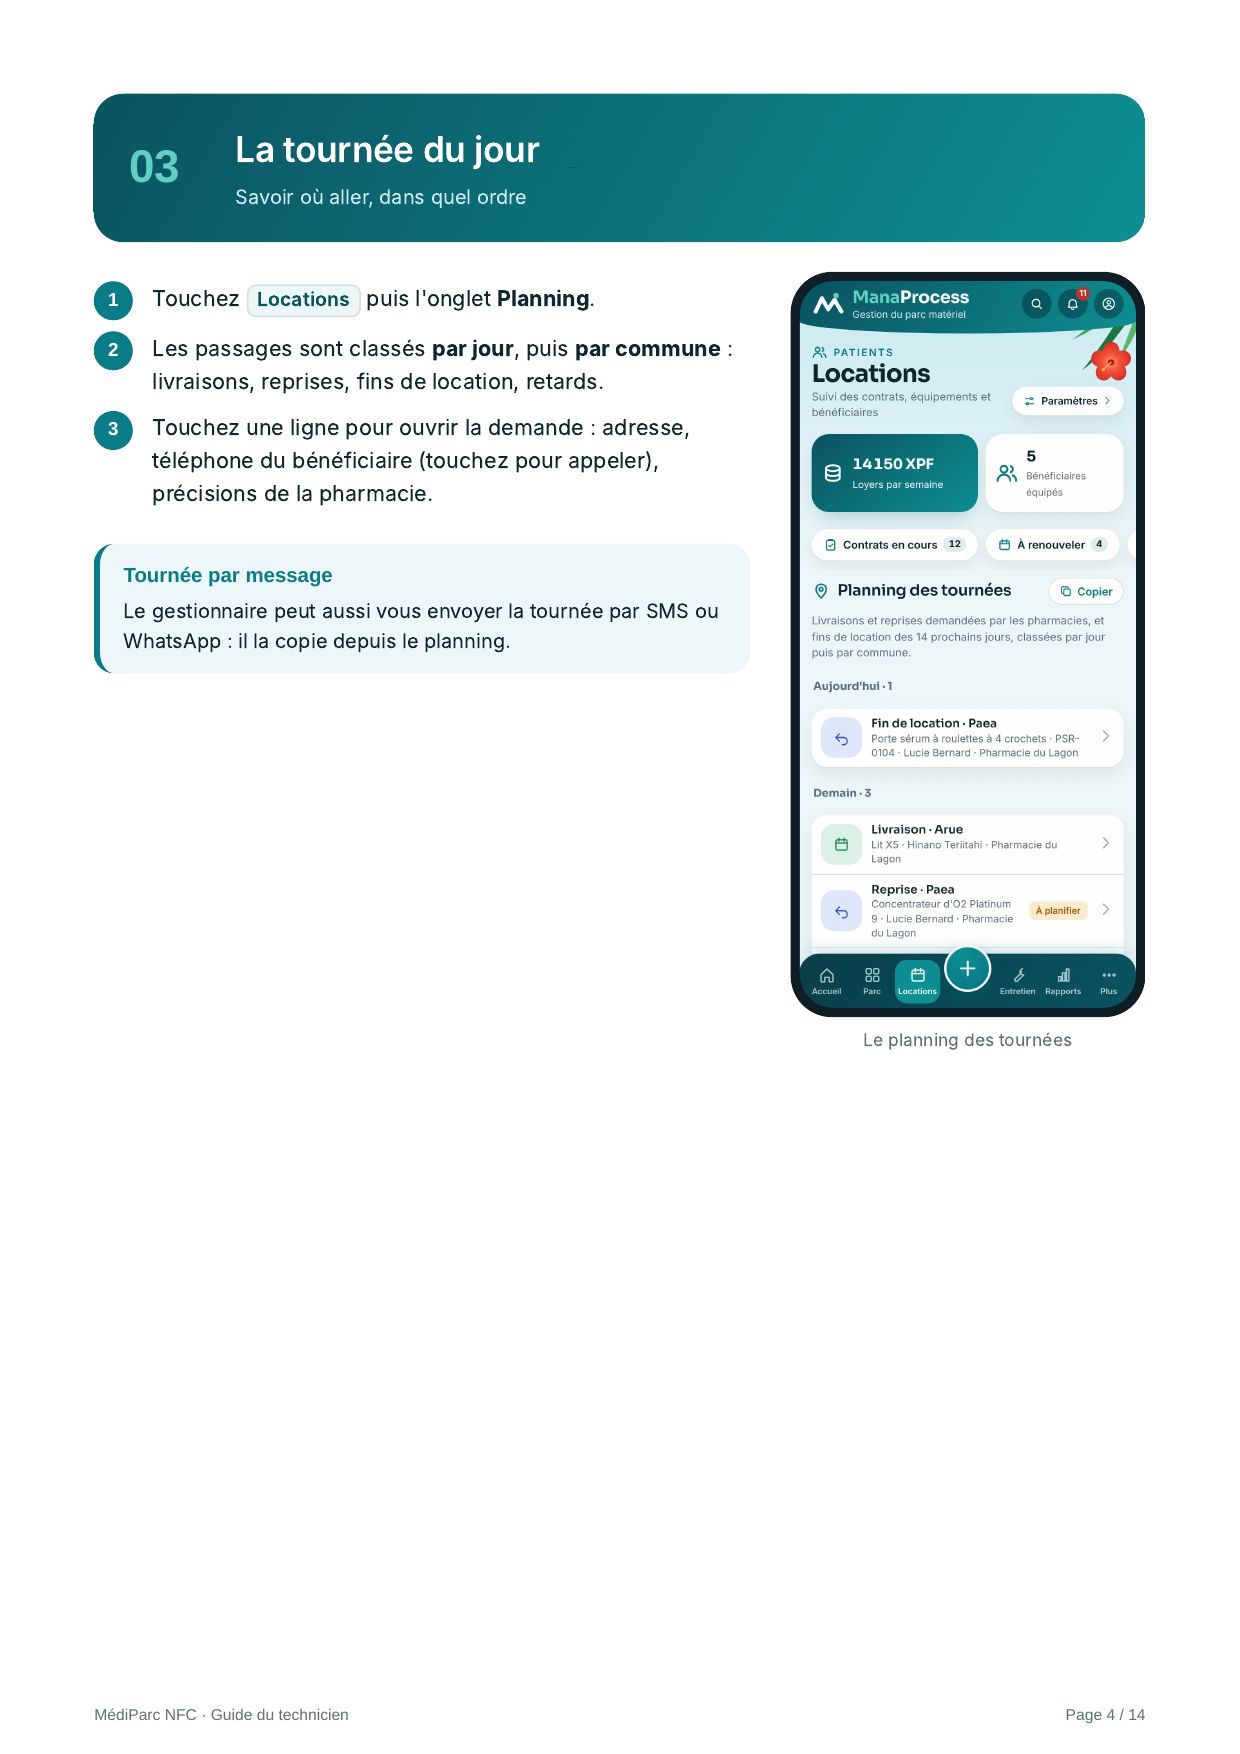 03
La tournée du jour
Savoir où aller, dans quel ordre
1 Touchez Locations puis l'onglet Planning.
2 Les passages sont classés par jour, puis par commune :
livraisons, reprises, fins de location, retards.
3 Touchez une ligne pour ouvrir la demande : adresse,
téléphone du bénéficiaire (touchez pour appeler),
précisions de la pharmacie.
Tournée par message
Le gestionnaire peut aussi vous envoyer la tournée par SMS ou
WhatsApp : il la copie depuis le planning.
ManaProcess
Gestion du parc matériel
11
PATIENTS
Locations
Suivi des contrats, équipements et
bénéficiaires
Paramètres
14 150 XPF
Loyers par semaine
5
Bénéficiaires
équipés
Contrats en cours 12
À renouveler 4
Planning des tournées
Copier
Livraisons et reprises demandées par les pharmacies, et
fins de location des 14 prochains jours, classées par jour
puis par commune.
Aujourd'hui · 1
Fin de location · Paea
Porte sérum à roulettes à 4 crochets · PSR-
0104 · Lucie Bernard · Pharmacie du Lagon
Demain · 3
Livraison · Arue
Lit X5 · Hinano Teriitahi · Pharmacie du
Lagon
Reprise · Paea
Concentrateur d'O2 Platinum
9 · Lucie Bernard · Pharmacie
du Lagon
À planifier
Accueil
Parc
Locations
Entretien
Rapports
Plus
Le planning des tournées
MédiParc NFC · Guide du technicien
Page 4 / 14